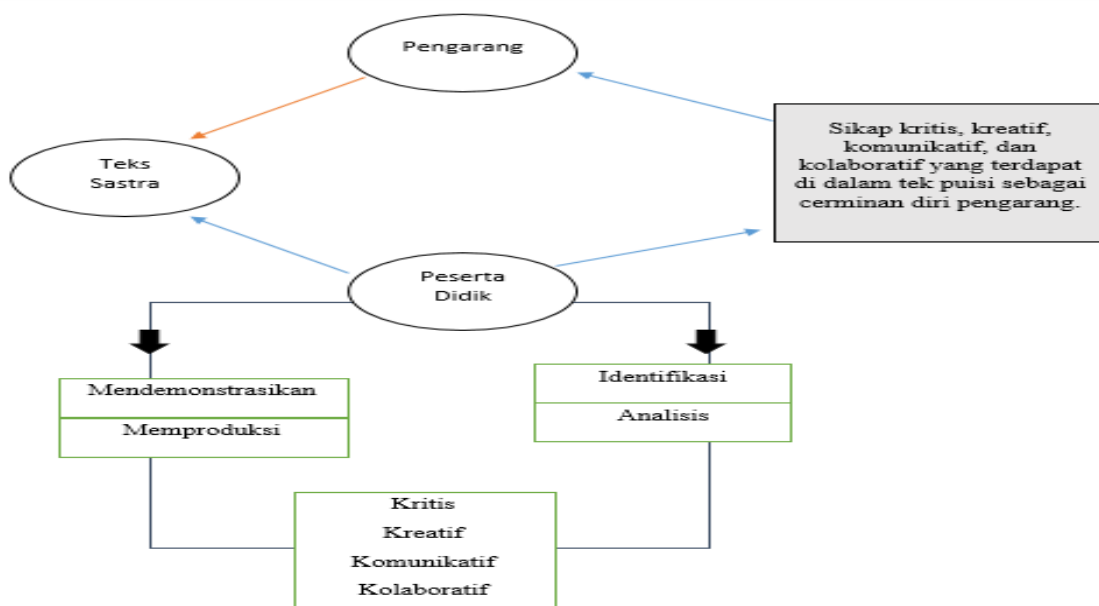 Pengarang
Sikap kritis, kreatif,
komunikatif, dan
kolaboratif yang terdapat
di dalam tek puisi sebagai
cerminan diri pengarang.
Teks
Sastra
Peserta
Didik
Mendemonstrasikan
Memproduksi
Identifikasi
Analisis
Kritis
Kreatif
Komunikatif
Kolaboratif